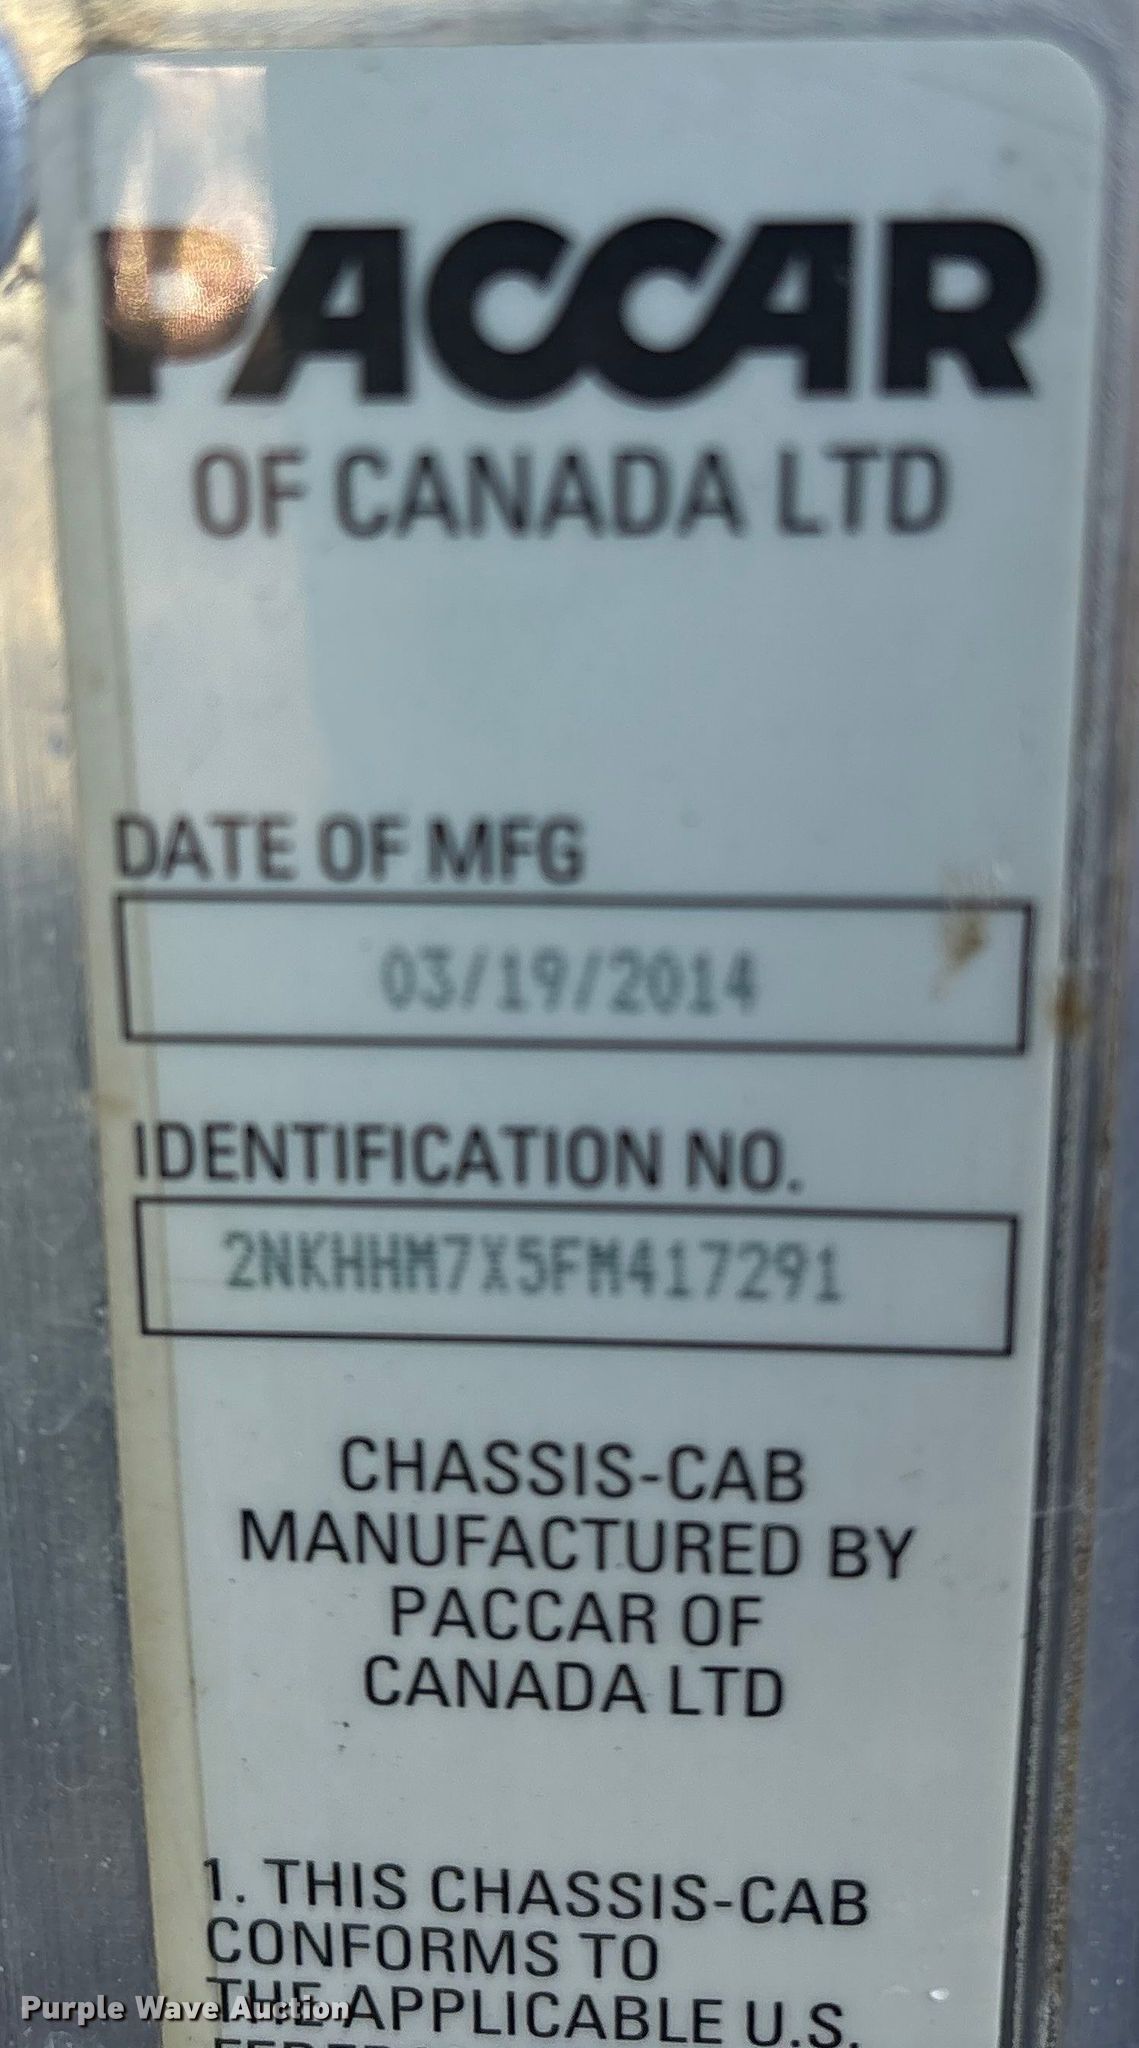 PACCAR
OF CANADA LTD
DATE OF MFG
03/19/2014
IDENTIFICATION NO.
2NKHHM7X5FM417291
CHASSIS-CAB
MANUFACTURED BY
PACCAR OF
CANADA LTD
1. THIS CHASSIS-CAB
CONFORMS TO
THE APPLICABLE U.S.
Purple Wave Auction